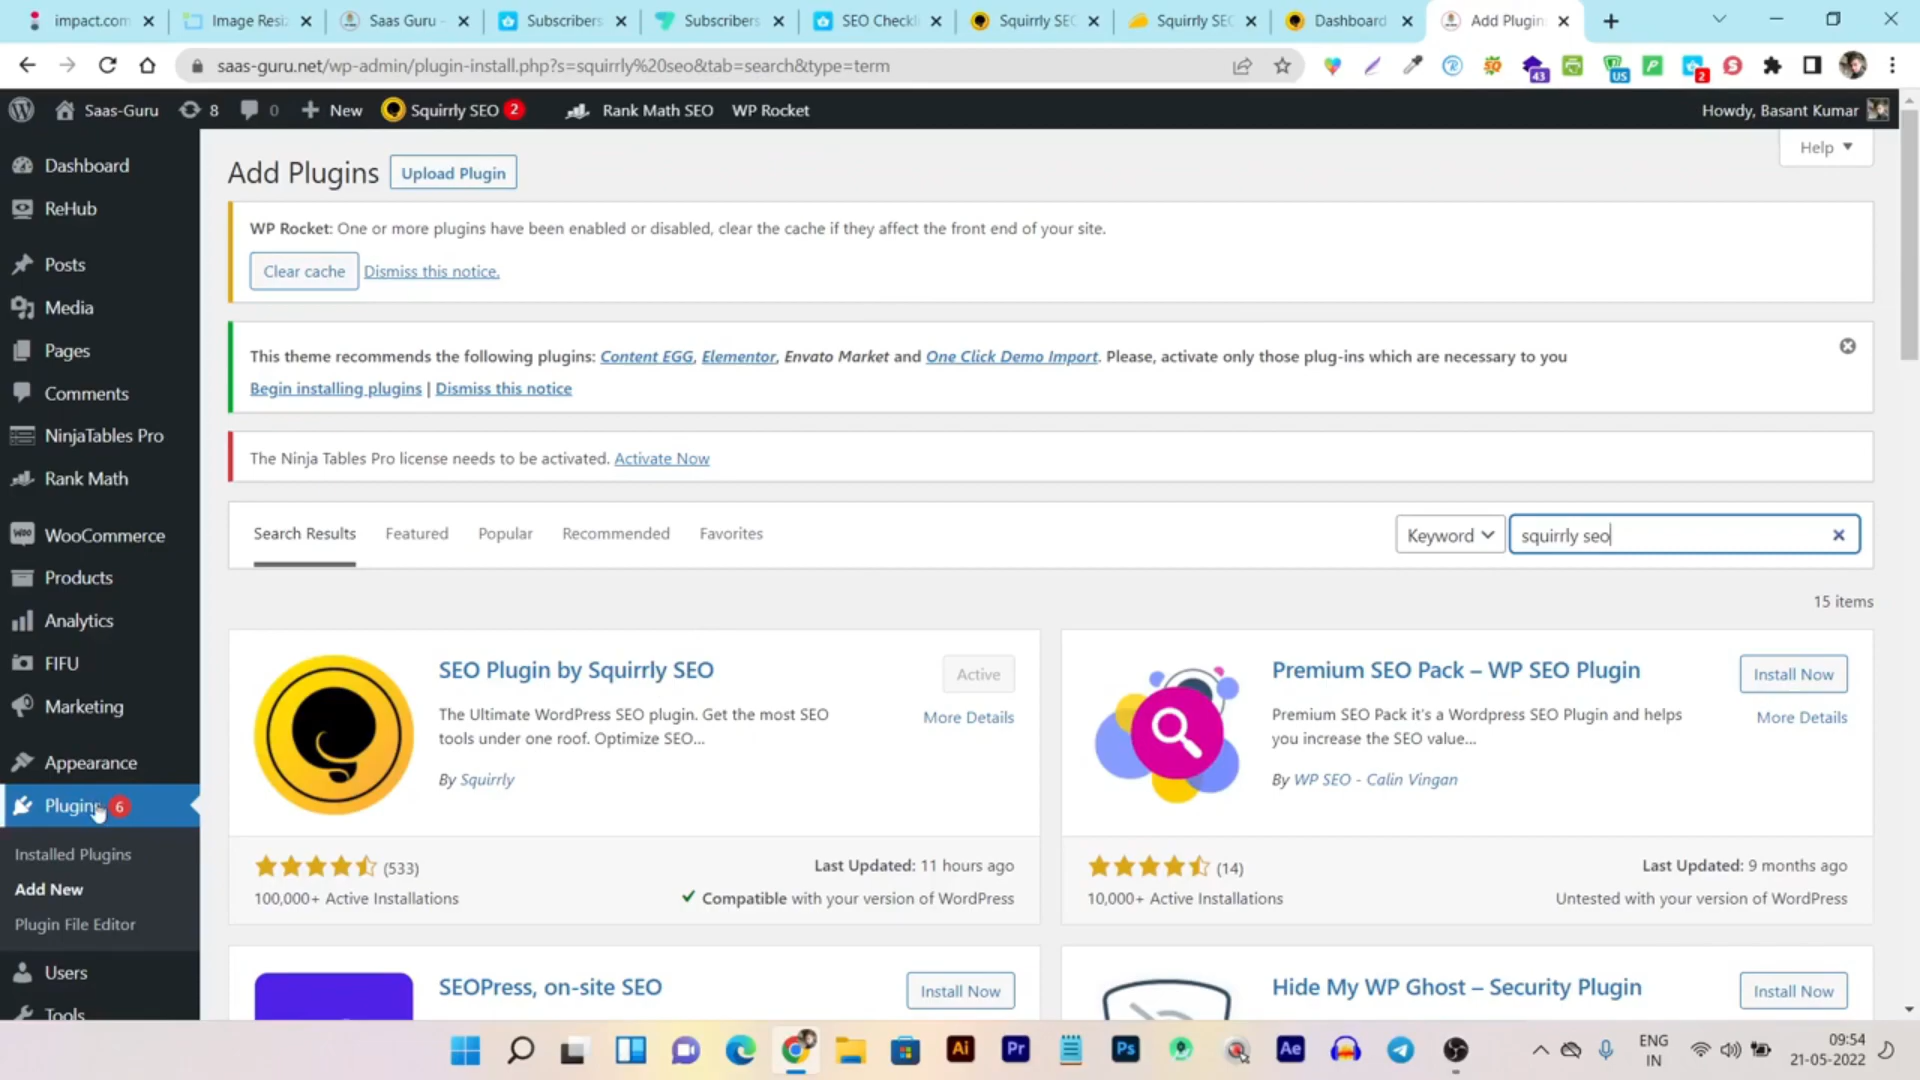 impact.com
Image Resi
Saas Guru -
Subscribers
Subscribers
SEO Checkli
Squirrly SEO
Squirrly SEO
Dashboard
Add Plugin
saas-guru.net/wp-admin/plugin-install.php?s=squirrly%20seo&tab=search&type=term
43
US
2
Saas-Guru
8
0
New
Squirrly SEO
2
Rank Math SEO
WP Rocket
Howdy, Basant Kumar
Dashboard
ReHub
Posts
Media
Pages
Comments
NinjaTables Pro
Rank Math
WooCommerce
Products
Analytics
FIFU
Marketing
Appearance
Plugins 6
Installed Plugins
Add New
Plugin File Editor
Users
Tools
Help
Add Plugins
Upload Plugin
WP Rocket: One or more plugins have been enabled or disabled, clear the cache if they affect the front end of your site.
Clear cache
Dismiss this notice.
This theme recommends the following plugins: Content EGG, Elementor, Envato Market and One Click Demo Import. Please, activate only those plug-ins which are necessary to you
Begin installing plugins | Dismiss this notice
The Ninja Tables Pro license needs to be activated. Activate Now
Search Results
Featured
Popular
Recommended
Favorites
Keyword
squirrly seo
15 items
SEO Plugin by Squirrly SEO
Active
More Details
The Ultimate WordPress SEO plugin. Get the most SEO
tools under one roof. Optimize SEO...
By Squirrly
(533)
Last Updated: 11 hours ago
100,000+ Active Installations
Compatible with your version of WordPress
Premium SEO Pack – WP SEO Plugin
Install Now
More Details
Premium SEO Pack it's a Wordpress SEO Plugin and helps
you increase the SEO value...
By WP SEO - Calin Vingan
(14)
Last Updated: 9 months ago
10,000+ Active Installations
Untested with your version of WordPress
SEOPress, on-site SEO
Install Now
Hide My WP Ghost – Security Plugin
Install Now
Ai
Pr
Ps
Ae
ENG
IN
09:54
21-05-2022